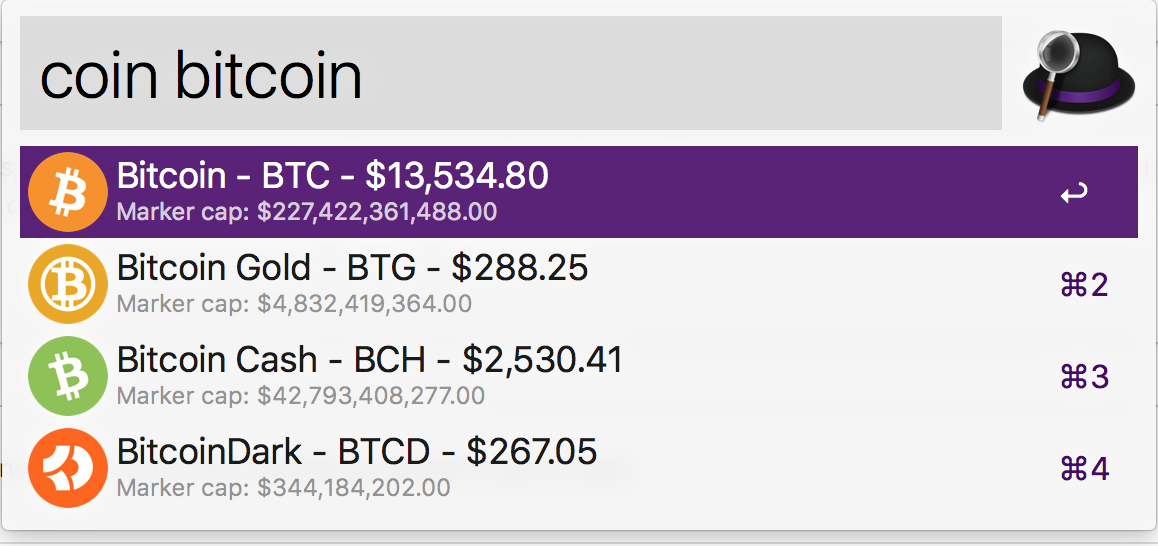 coin bitcoin
Bitcoin - BTC - $13,534.80
Marker cap: $227,422,361,488.00
↩
Bitcoin Gold - BTG - $288.25
Marker cap: $4,832,419,364.00
⌘2
Bitcoin Cash - BCH - $2,530.41
Marker cap: $42,793,408,277.00
⌘3
BitcoinDark - BTCD - $267.05
Marker cap: $344,184,202.00
⌘4